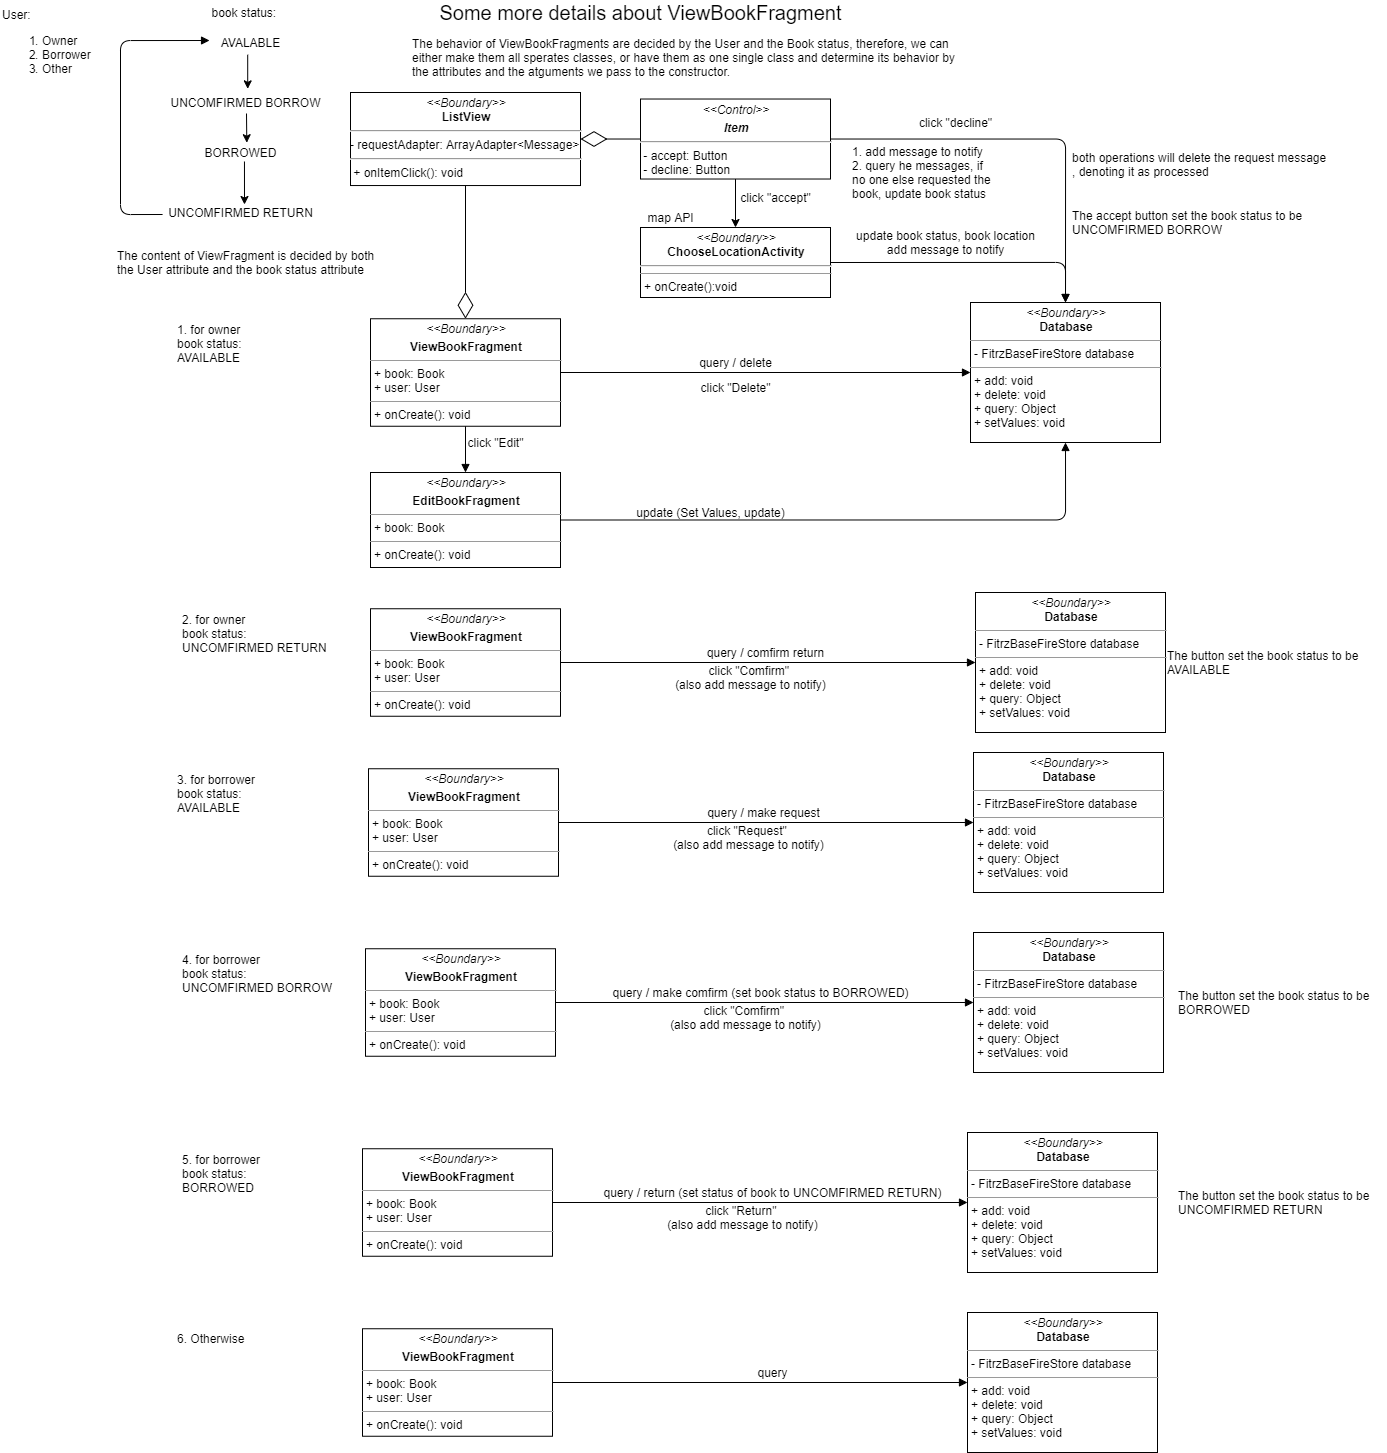 Some more details about ViewBookFragment
User:
1. Owner
2. Borrower
3. Other
book status:
AVALABLE
UNCOMFIRMED BORROW
BORROWED
UNCOMFIRMED RETURN
The content of ViewFragment is decided by both
the User attribute and the book status attribute
The behavior of ViewBookFragments are decided by the User and the Book status, therefore, we can
either make them all sperates classes, or have them as one single class and determine its behavior by
the attributes and the atguments we pass to the constructor.
<<Boundary>>
ListView
- requestAdapter: ArrayAdapter<Message>
+ onItemClick(): void
<<Control>>
Item
- accept: Button
- decline: Button
click "decline"
1. add message to notify
2. query he messages, if
no one else requested the
book, update book status
both operations will delete the request message
, denoting it as processed
The accept button set the book status to be
UNCOMFIRMED BORROW
click "accept"
map API
<<Boundary>>
ChooseLocationActivity
+ onCreate():void
update book status, book location
add message to notify
1. for owner
book status:
AVAILABLE
<<Boundary>>
ViewBookFragment
+ book: Book
+ user: User
+ onCreate(): void
query / delete
click "Delete"
<<Boundary>>
Database
- FitrzBaseFireStore database
+ add: void
+ delete: void
+ query: Object
+ setValues: void
click "Edit"
<<Boundary>>
EditBookFragment
+ book: Book
+ onCreate(): void
update (Set Values, update)
2. for owner
book status:
UNCOMFIRMED RETURN
<<Boundary>>
ViewBookFragment
+ book: Book
+ user: User
+ onCreate(): void
query / comfirm return
click "Comfirm"
(also add message to notify)
<<Boundary>>
Database
- FitrzBaseFireStore database
+ add: void
+ delete: void
+ query: Object
+ setValues: void
The button set the book status to be
AVAILABLE
3. for borrower
book status:
AVAILABLE
<<Boundary>>
ViewBookFragment
+ book: Book
+ user: User
+ onCreate(): void
query / make request
click "Request"
(also add message to notify)
<<Boundary>>
Database
- FitrzBaseFireStore database
+ add: void
+ delete: void
+ query: Object
+ setValues: void
4. for borrower
book status:
UNCOMFIRMED BORROW
<<Boundary>>
ViewBookFragment
+ book: Book
+ user: User
+ onCreate(): void
query / make comfirm (set book status to BORROWED)
click "Comfirm"
(also add message to notify)
<<Boundary>>
Database
- FitrzBaseFireStore database
+ add: void
+ delete: void
+ query: Object
+ setValues: void
The button set the book status to be
BORROWED
5. for borrower
book status:
BORROWED
<<Boundary>>
ViewBookFragment
+ book: Book
+ user: User
+ onCreate(): void
query / return (set status of book to UNCOMFIRMED RETURN)
click "Return"
(also add message to notify)
<<Boundary>>
Database
- FitrzBaseFireStore database
+ add: void
+ delete: void
+ query: Object
+ setValues: void
The button set the book status to be
UNCOMFIRMED RETURN
6. Otherwise
<<Boundary>>
ViewBookFragment
+ book: Book
+ user: User
+ onCreate(): void
query
<<Boundary>>
Database
- FitrzBaseFireStore database
+ add: void
+ delete: void
+ query: Object
+ setValues: void